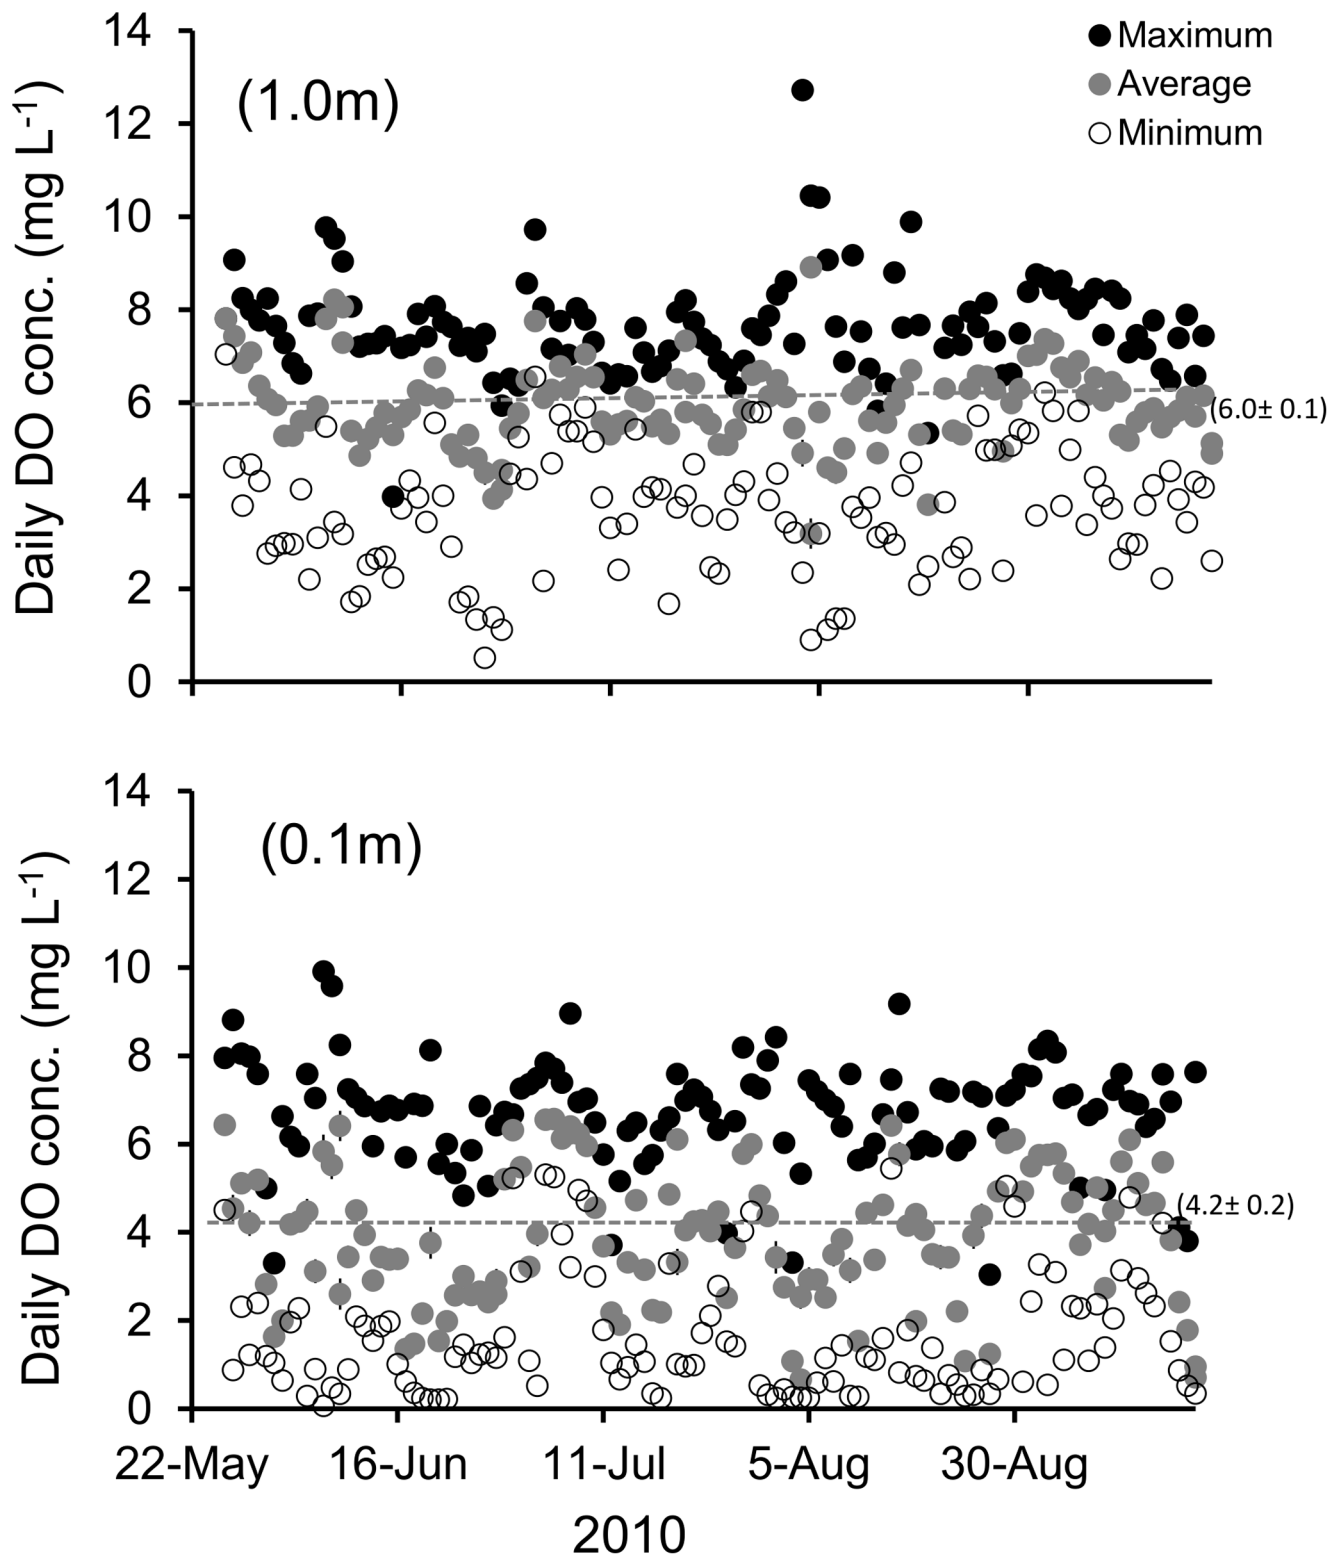 Daily DO conc. (mg L-1)
14
12
10
8
6
4
2
0
(1.0m)
Maximum
Average
Minimum
(6.0± 0.1)
Daily DO conc. (mg L-1)
14
12
10
8
6
4
2
0
(0.1m)
(4.2± 0.2)
22-May 16-Jun 11-Jul 5-Aug 30-Aug
2010